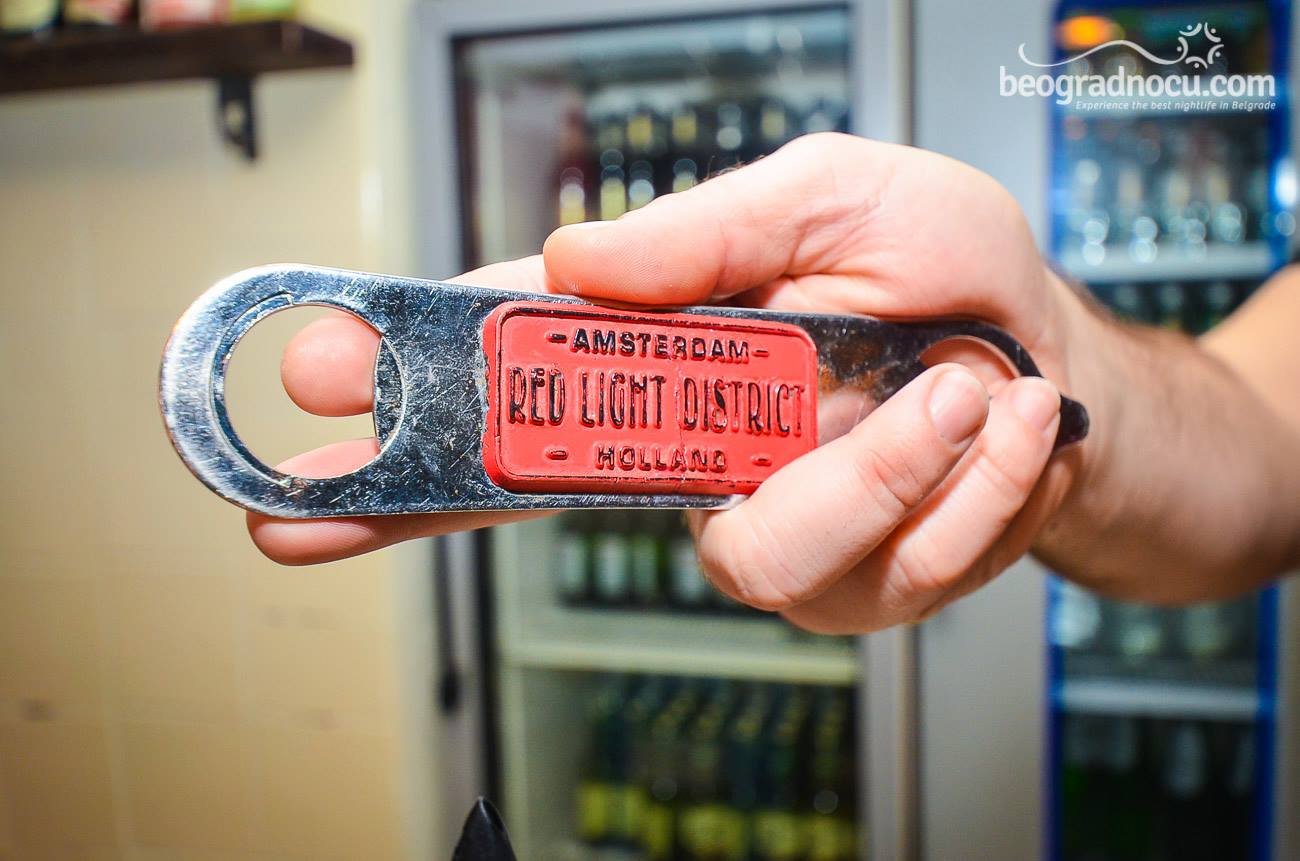 beogradnocu.com
Experience the best nightlife in Belgrade
-AMSTERDAM-
RED LIGHT DISTRICT
- HOLLAND -